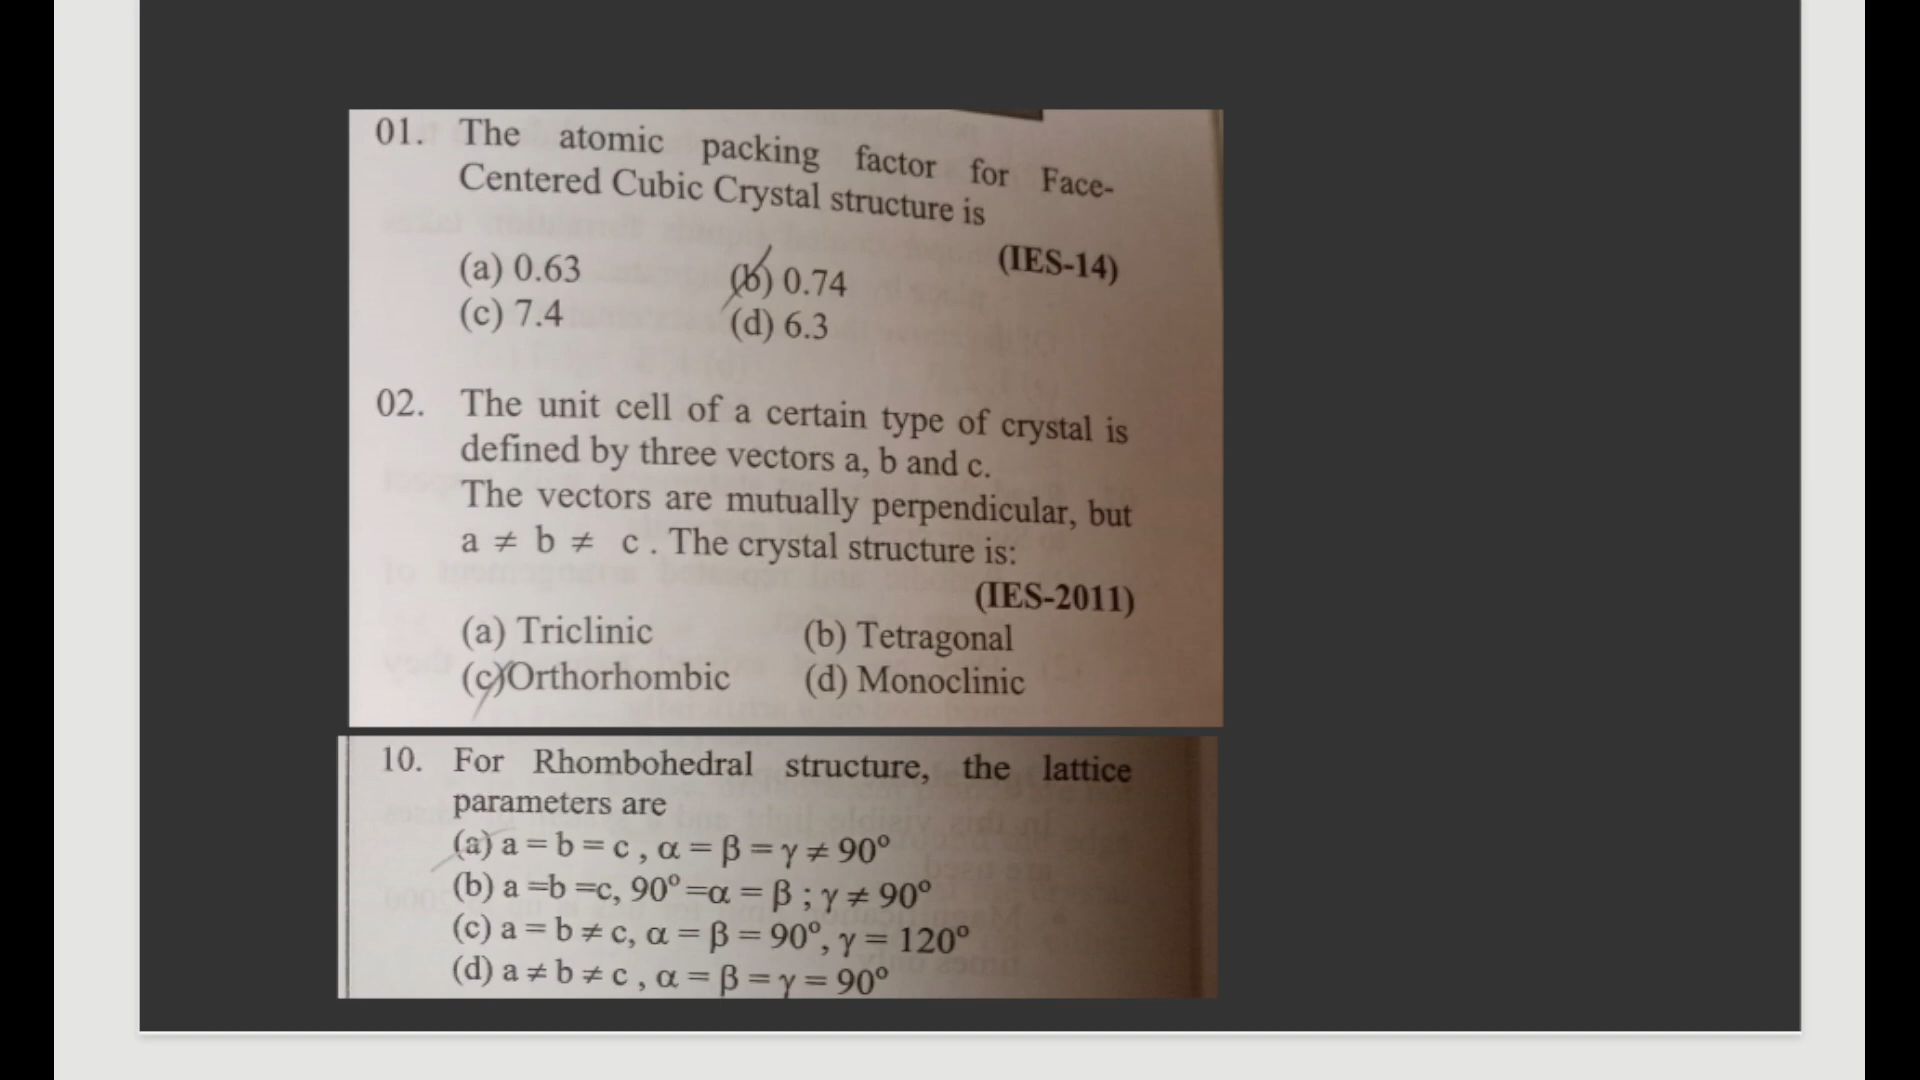 01. The atomic packing factor for Face-
Centered Cubic Crystal structure is
(IES-14)
(a) 0.63 (b) 0.74
(c) 7.4 (d) 6.3
02. The unit cell of a certain type of crystal is
defined by three vectors a, b and c.
The vectors are mutually perpendicular, but
a ≠ b ≠ c . The crystal structure is:
(IES-2011)
(a) Triclinic (b) Tetragonal
(c) Orthorhombic (d) Monoclinic
10. For Rhombohedral structure, the lattice
parameters are
(a) a = b = c , α = β = γ ≠ 90°
(b) a =b =c, 90° =α = β ; γ ≠ 90°
(c) a = b ≠ c, α = β = 90°, γ = 120°
(d) a ≠ b ≠ c , α = β = γ = 90°